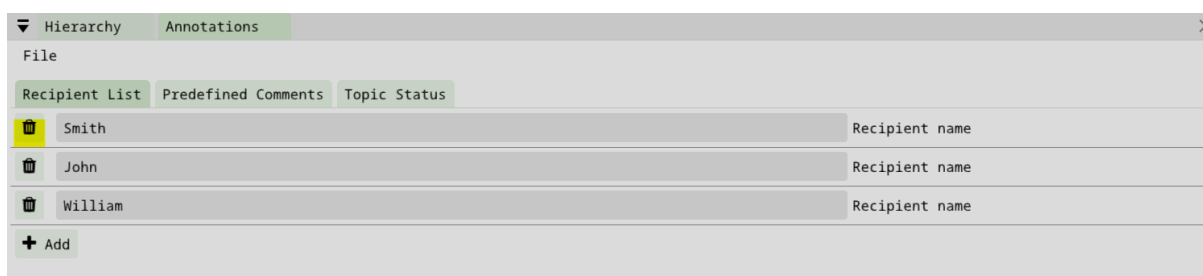 Hierarchy Annotations
File
Recipient List Predefined Comments Topic Status
Smith Recipient name
John Recipient name
William Recipient name
Add